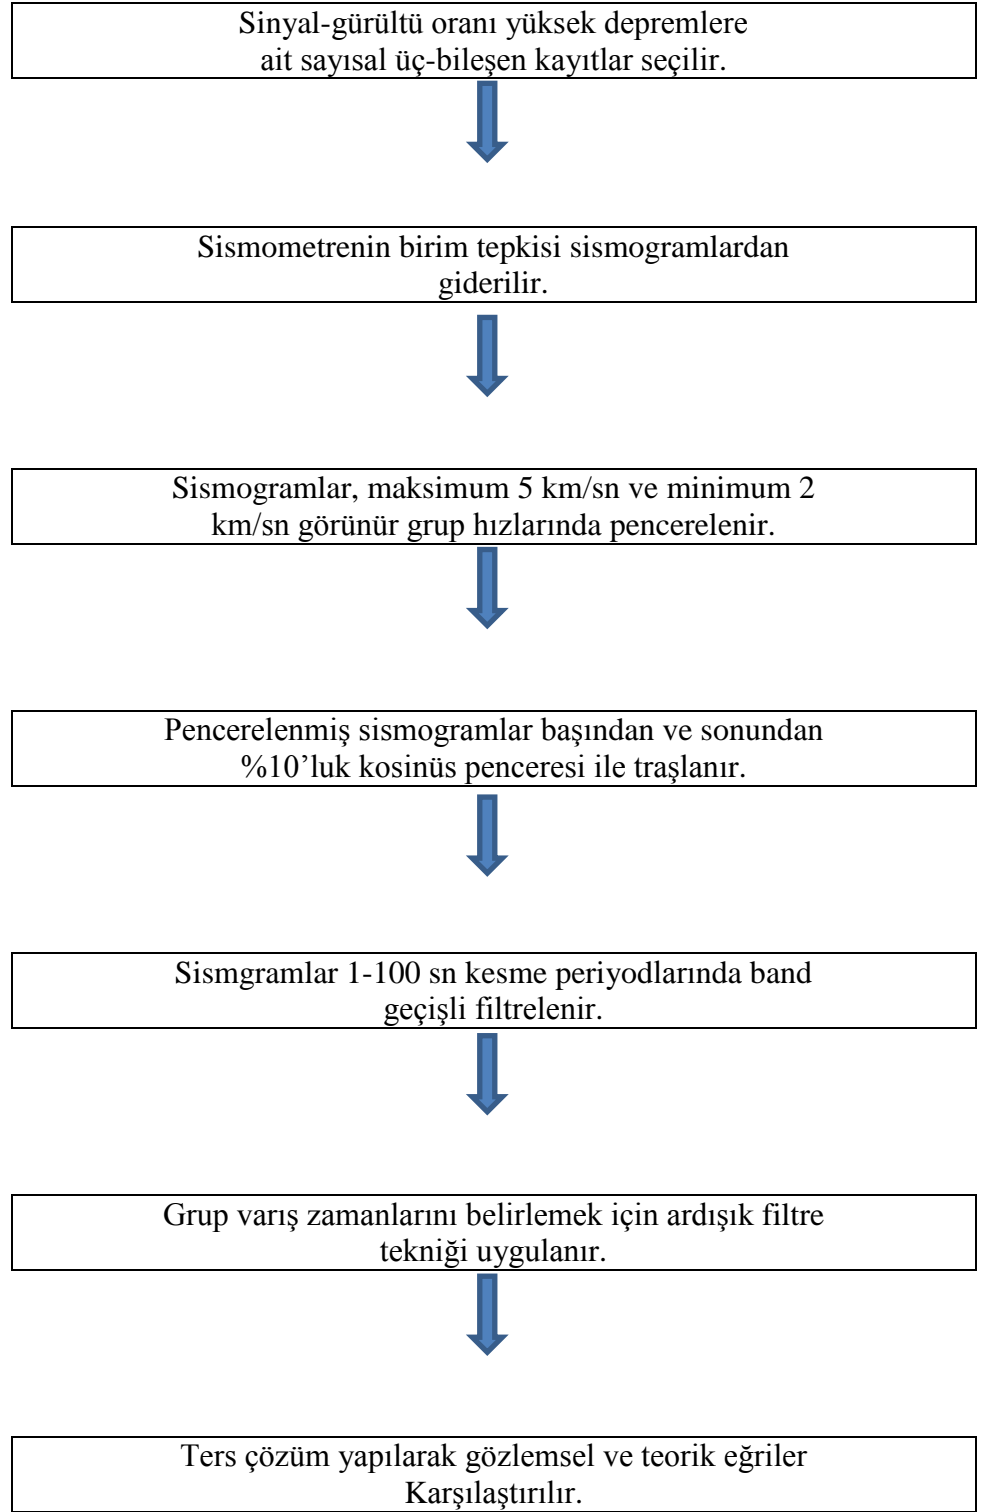 Sinyal-gürültü oranı yüksek depremlere
ait sayısal üç-bileşen kayıtlar seçilir.
Sismometrenin birim tepkisi sismogramlardan
giderilir.
Sismogramlar, maksimum 5 km/sn ve minimum 2
km/sn görünür grup hızlarında pencerelenir.
Pencerelenmiş sismogramlar başından ve sonundan
%10’luk kosinüs penceresi ile traşlanır.
Sismgramlar 1-100 sn kesme periyodlarında band
geçişli filtrelenir.
Grup varış zamanlarını belirlemek için ardışık filtre
tekniği uygulanır.
Ters çözüm yapılarak gözlemsel ve teorik eğriler
Karşılaştırılır.